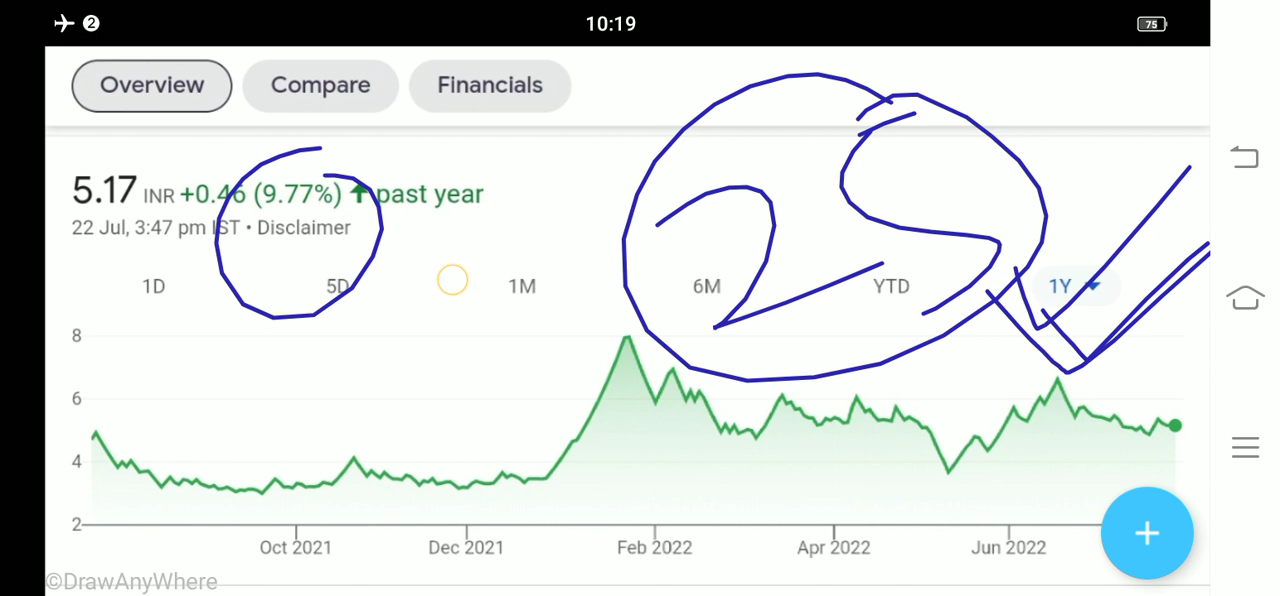 10:19
2
75
Overview Compare Financials
5.17 INR +0.46 (9.77%) ↑ past year
22 Jul, 3:47 pm IST • Disclaimer
25
1D 5D 1M 6M YTD 1Y
8
6
4
2
Oct 2021 Dec 2021 Feb 2022 Apr 2022 Jun 2022
+
©DrawAnyWhere